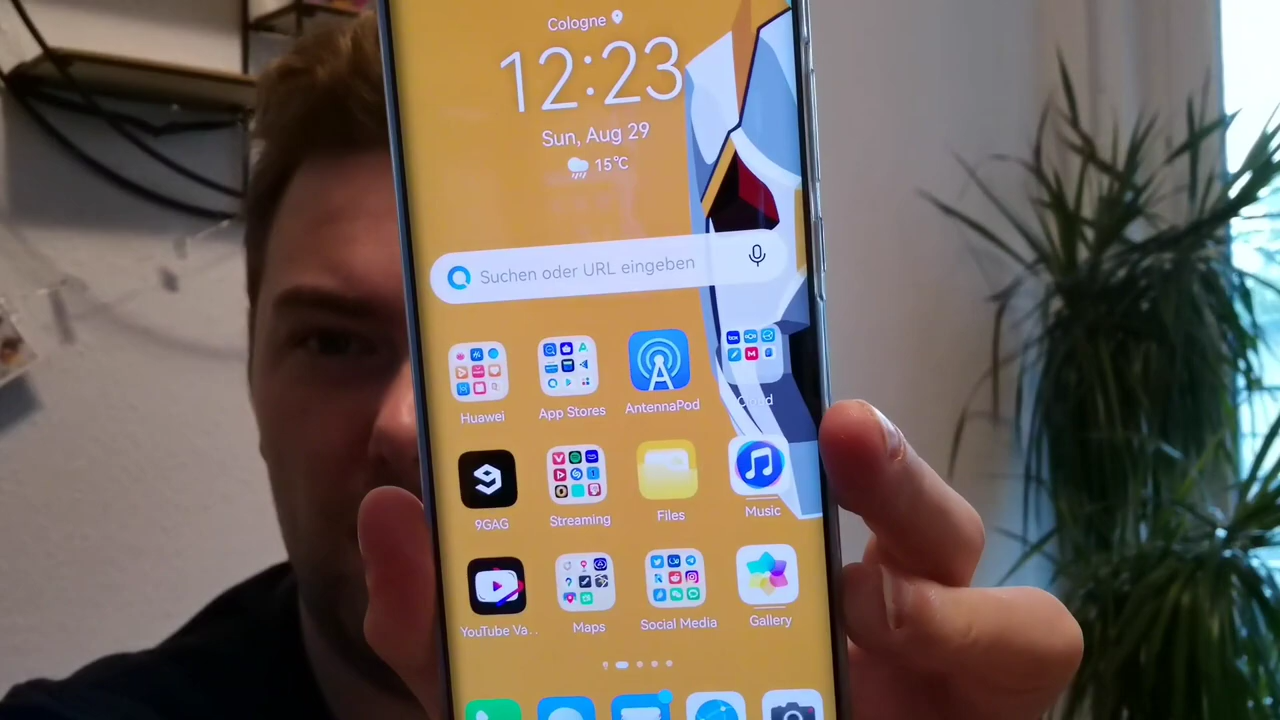 Cologne
12:23
Sun, Aug 29
15°C
Suchen oder URL eingeben
Huawei
App Stores
AntennaPod
Cloud
9GAG
Streaming
Files
Music
YouTube Va..
Maps
Social Media
Gallery